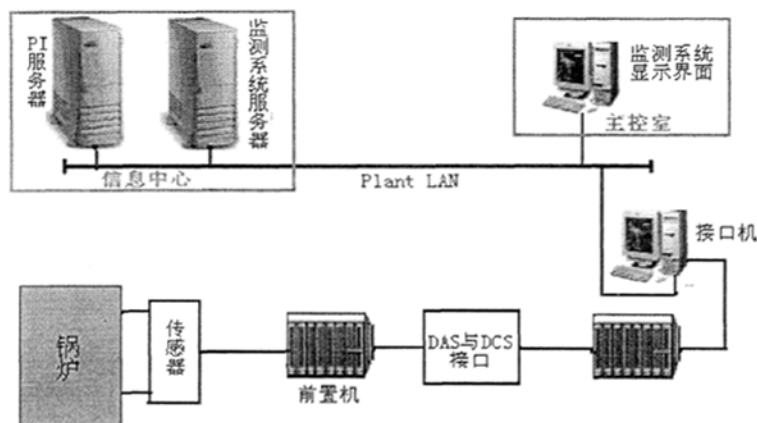 PI服务器
监测系统服务器
信息中心
Plant LAN
监测系统
显示界面
主控室
接口机
锅炉
传感器
前置机
DAS与DCS
接口